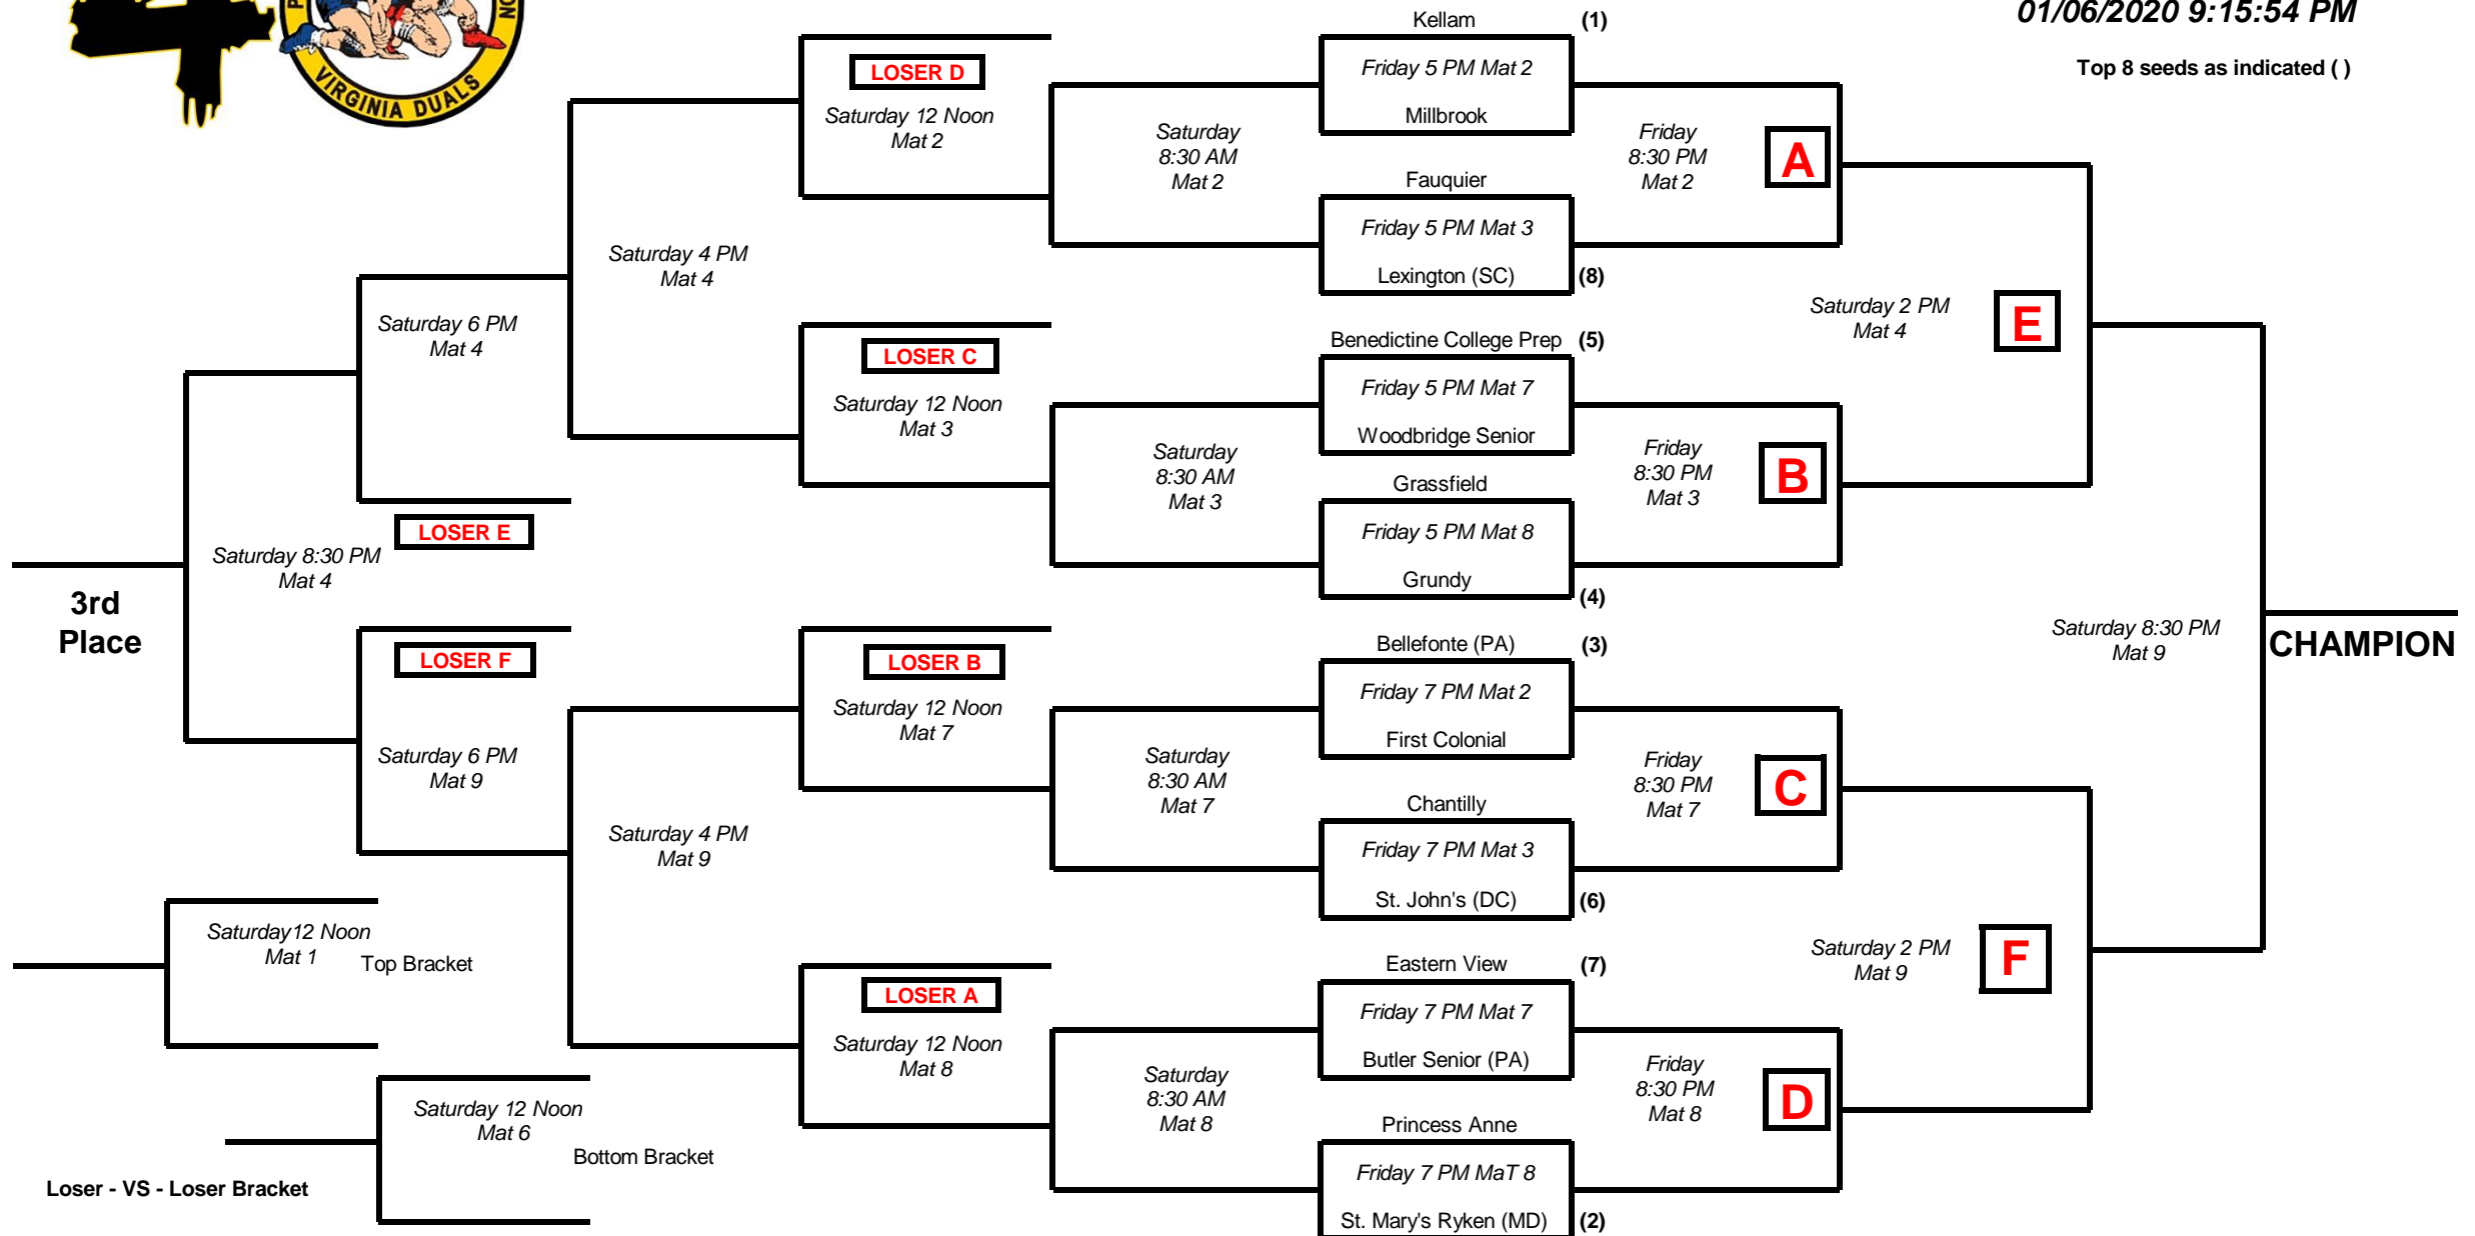 VIRGINIA DUALS
01/06/2020 9:15:54 PM
Top 8 seeds as indicated ( )
Kellam (1)
Friday 5 PM Mat 2
Millbrook
Fauquier
Friday 5 PM Mat 3
Lexington (SC) (8)
Benedictine College Prep (5)
Friday 5 PM Mat 7
Woodbridge Senior
Grassfield
Friday 5 PM Mat 8
Grundy
(4)
Bellefonte (PA) (3)
Friday 7 PM Mat 2
First Colonial
Chantilly
Friday 7 PM Mat 3
St. John's (DC) (6)
Eastern View (7)
Friday 7 PM Mat 7
Butler Senior (PA)
Princess Anne
Friday 7 PM MaT 8
St. Mary's Ryken (MD) (2)
Friday
8:30 PM
Mat 2
A
Friday
8:30 PM
Mat 3
B
Friday
8:30 PM
Mat 7
C
Friday
8:30 PM
Mat 8
D
Saturday 2 PM
Mat 4
E
Saturday 2 PM
Mat 9
F
Saturday 8:30 PM
Mat 9
CHAMPION
Saturday
8:30 AM
Mat 2
Saturday
8:30 AM
Mat 3
Saturday
8:30 AM
Mat 7
Saturday
8:30 AM
Mat 8
LOSER D
Saturday 12 Noon
Mat 2
LOSER C
Saturday 12 Noon
Mat 3
LOSER B
Saturday 12 Noon
Mat 7
LOSER A
Saturday 12 Noon
Mat 8
Saturday 4 PM
Mat 4
Saturday 4 PM
Mat 9
Saturday 6 PM
Mat 4
LOSER E
LOSER F
Saturday 6 PM
Mat 9
Saturday 8:30 PM
Mat 4
3rd
Place
Saturday12 Noon
Mat 1
Top Bracket
Saturday 12 Noon
Mat 6
Bottom Bracket
Loser - VS - Loser Bracket